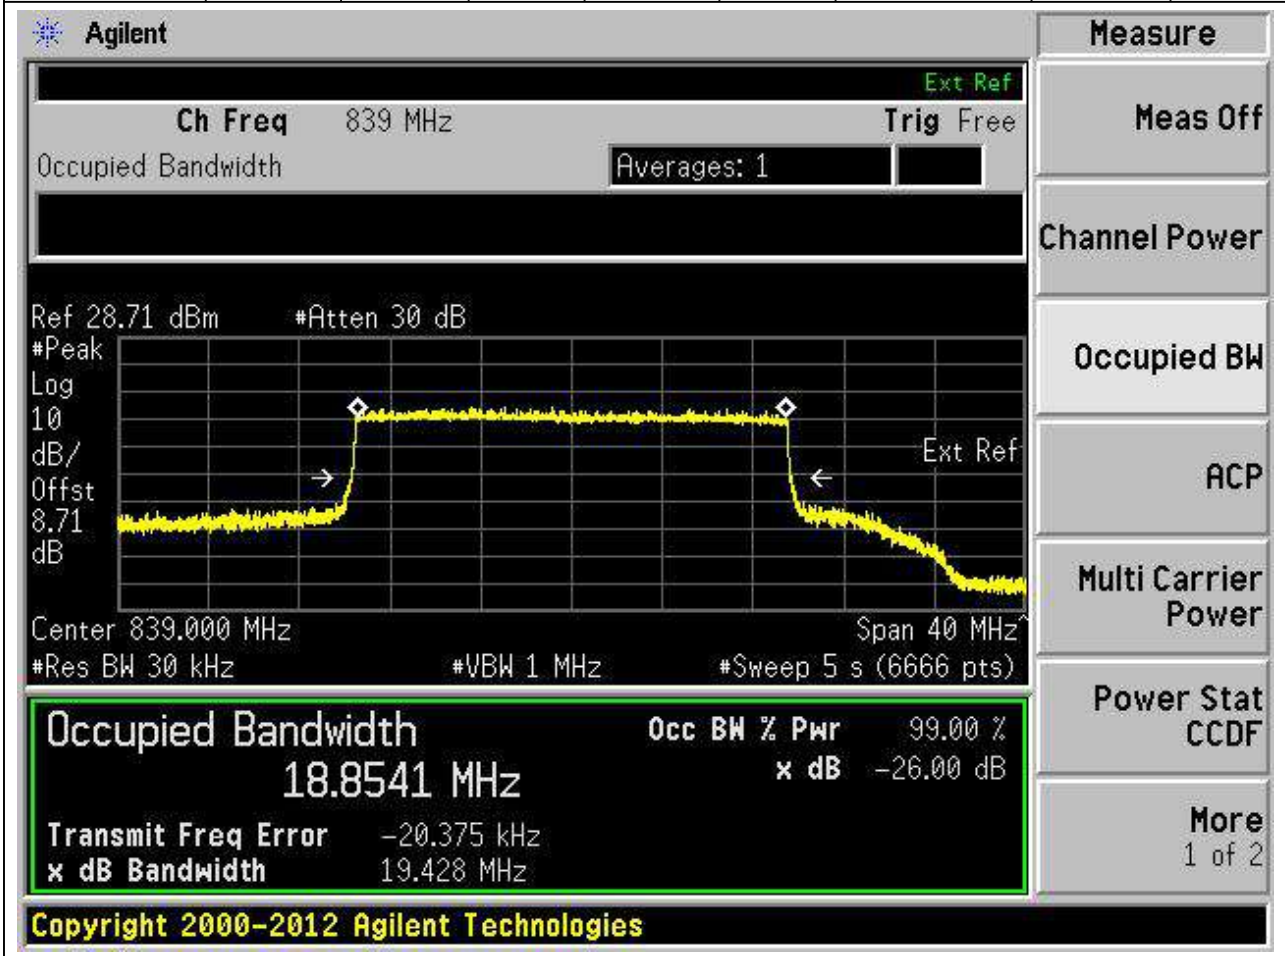 Agilent
Measure
Ext Ref
Ch Freq 839 MHz Trig Free
Meas Off
Occupied Bandwidth Averages: 1
Channel Power
Ref 28.71 dBm #Atten 30 dB
#Peak
Log
10
dB/
Offst
8.71
dB
Ext Ref
Occupied BW
ACP
Center 839.000 MHz Span 40 MHz^
#Res BW 30 kHz #VBW 1 MHz #Sweep 5 s (6666 pts)
Multi Carrier
Power
Occupied Bandwidth Occ BW % Pwr 99.00 %
18.8541 MHz x dB -26.00 dB
Transmit Freq Error -20.375 kHz
x dB Bandwidth 19.428 MHz
Power Stat
CCDF
More
1 of 2
Copyright 2000-2012 Agilent Technologies